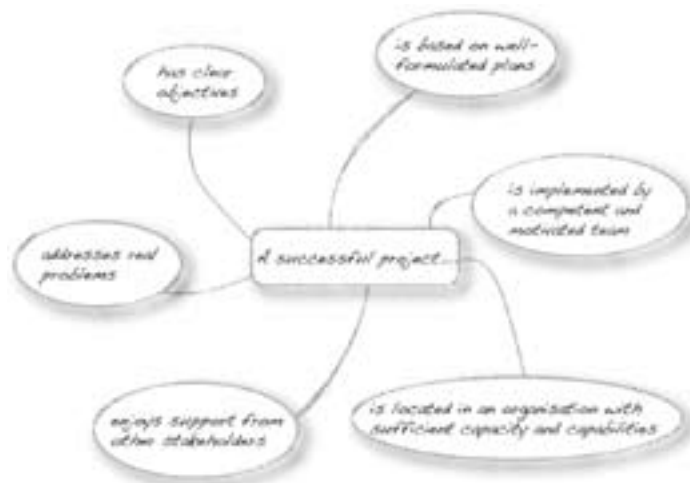 is based on well-
formulated plans
has clear
objectives
is implemented by
a competent and
motivated team
A successful project...
addresses real
problems
is located in an organisation with
sufficient capacity and capabilities
enjoys support from
other stakeholders